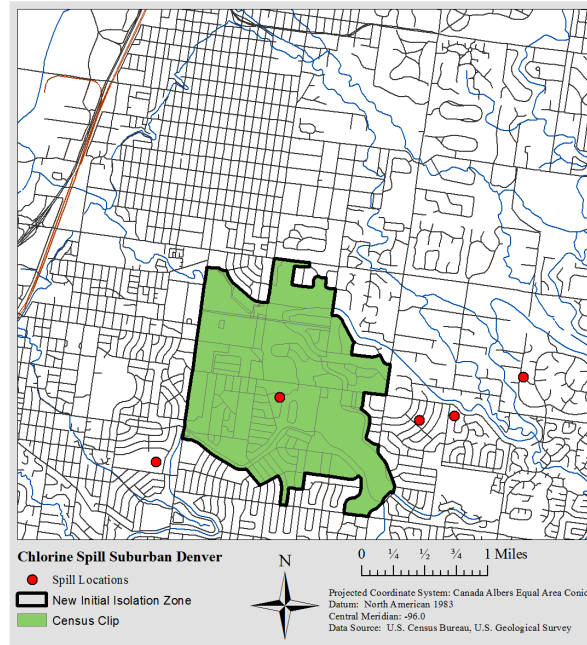 Chlorine Spill Suburban Denver
Spill Locations
New Initial Isolation Zone
Census Clip
N
0 ¼ ½ ¾ 1 Miles
Projected Coordinate System: Canada Albers Equal Area Conic
Datum: North American 1983
Central Meridian: -96.0
Data Source: U.S. Census Bureau, U.S. Geological Survey